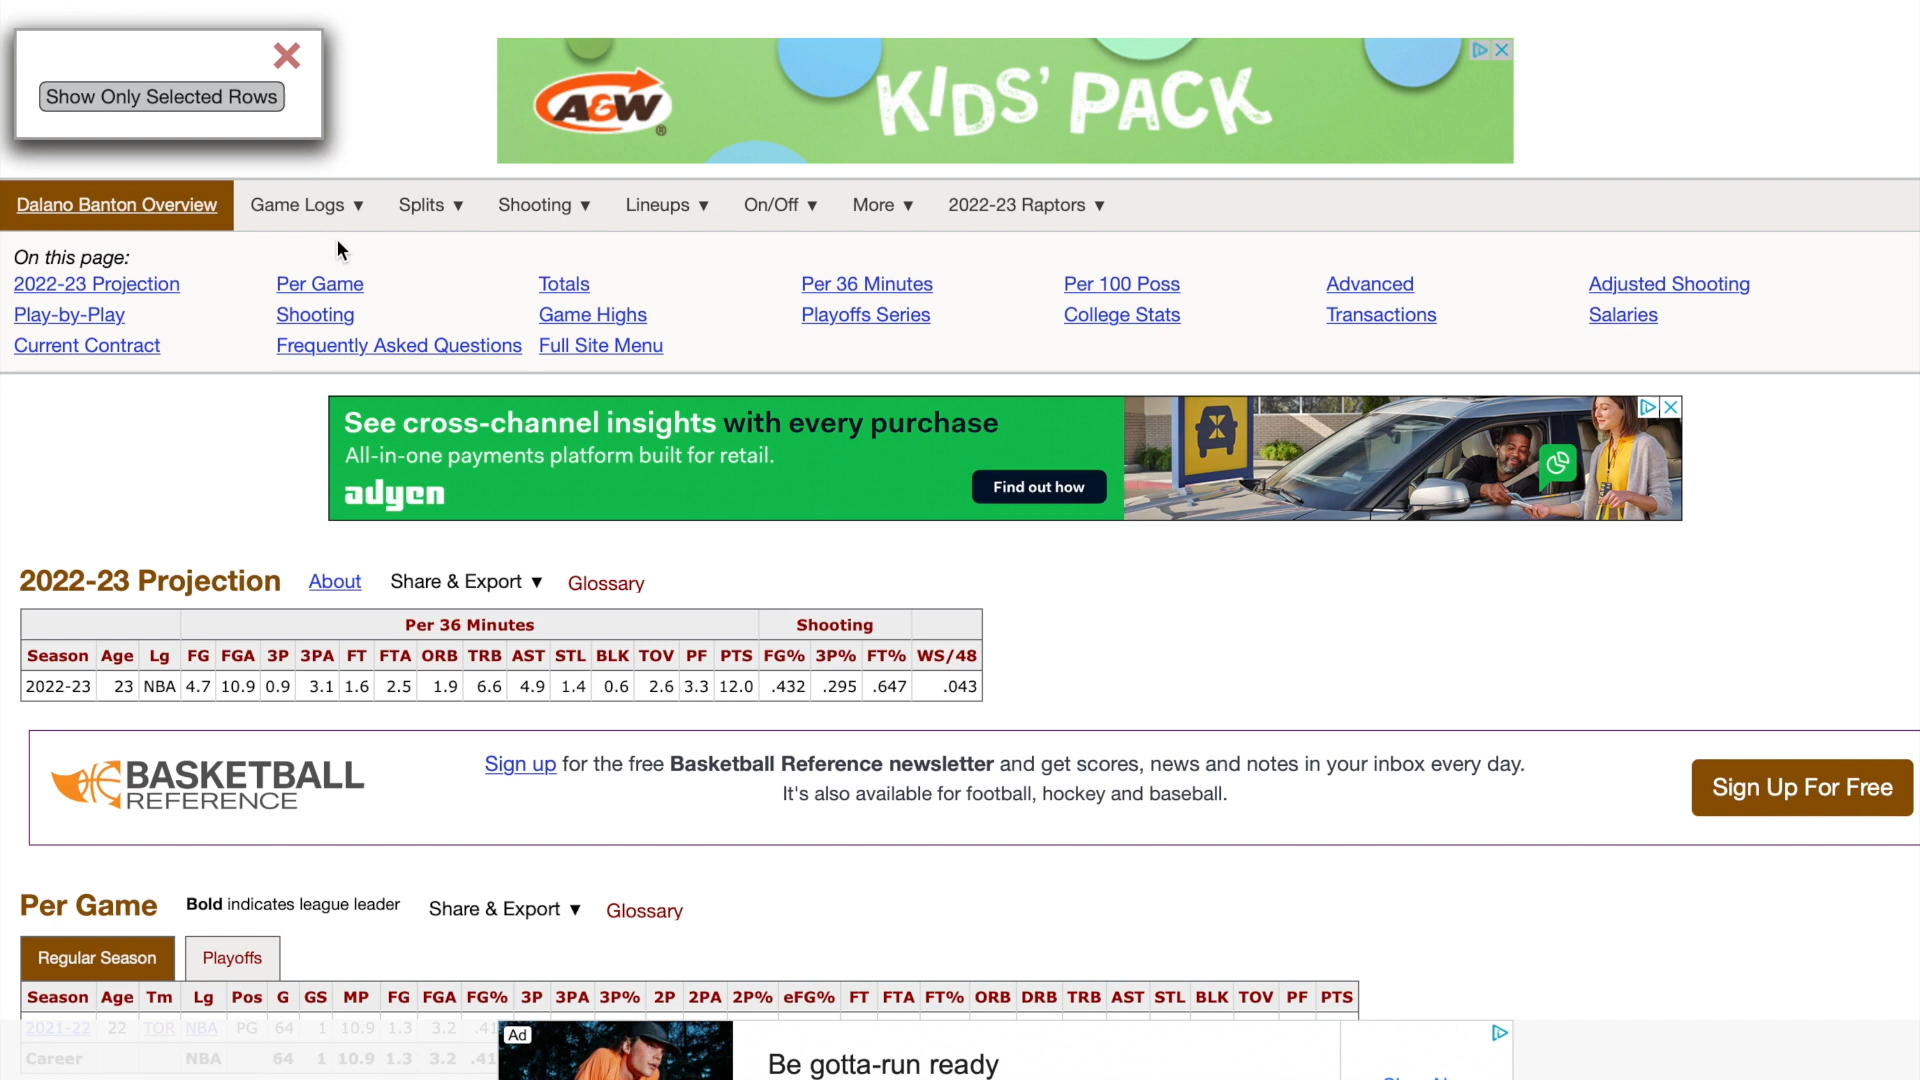 Show Only Selected Rows
A&W®
KIDS' PACK
Dalano Banton Overview Game Logs ▼ Splits ▼ Shooting ▼ Lineups ▼ On/Off ▼ More ▼ 2022-23 Raptors ▼
On this page:
2022-23 Projection Per Game Totals Per 36 Minutes Per 100 Poss Advanced Adjusted Shooting
Play-by-Play Shooting Game Highs Playoffs Series College Stats Transactions Salaries
Current Contract Frequently Asked Questions Full Site Menu
See cross-channel insights with every purchase
All-in-one payments platform built for retail.
adyen
Find out how
2022-23 Projection About Share & Export ▼ Glossary
Per 36 Minutes Shooting
Season Age Lg FG FGA 3P 3PA FT FTA ORB TRB AST STL BLK TOV PF PTS FG% 3P% FT% WS/48
2022-23 23 NBA 4.7 10.9 0.9 3.1 1.6 2.5 1.9 6.6 4.9 1.4 0.6 2.6 3.3 12.0 .432 .295 .647 .043
BASKETBALL
REFERENCE
Sign up for the free Basketball Reference newsletter and get scores, news and notes in your inbox every day.
It's also available for football, hockey and baseball.
Sign Up For Free
Per Game Bold indicates league leader Share & Export ▼ Glossary
Regular Season Playoffs
Season Age Tm Lg Pos G GS MP FG FGA FG% 3P 3PA 3P% 2P 2PA 2P% eFG% FT FTA FT% ORB DRB TRB AST STL BLK TOV PF PTS
2021-22 22 TOR NBA PG 64 1 10.9 1.3 3.2 .41
Career NBA 64 1 10.9 1.3 3.2 .41
Ad
Be gotta-run ready